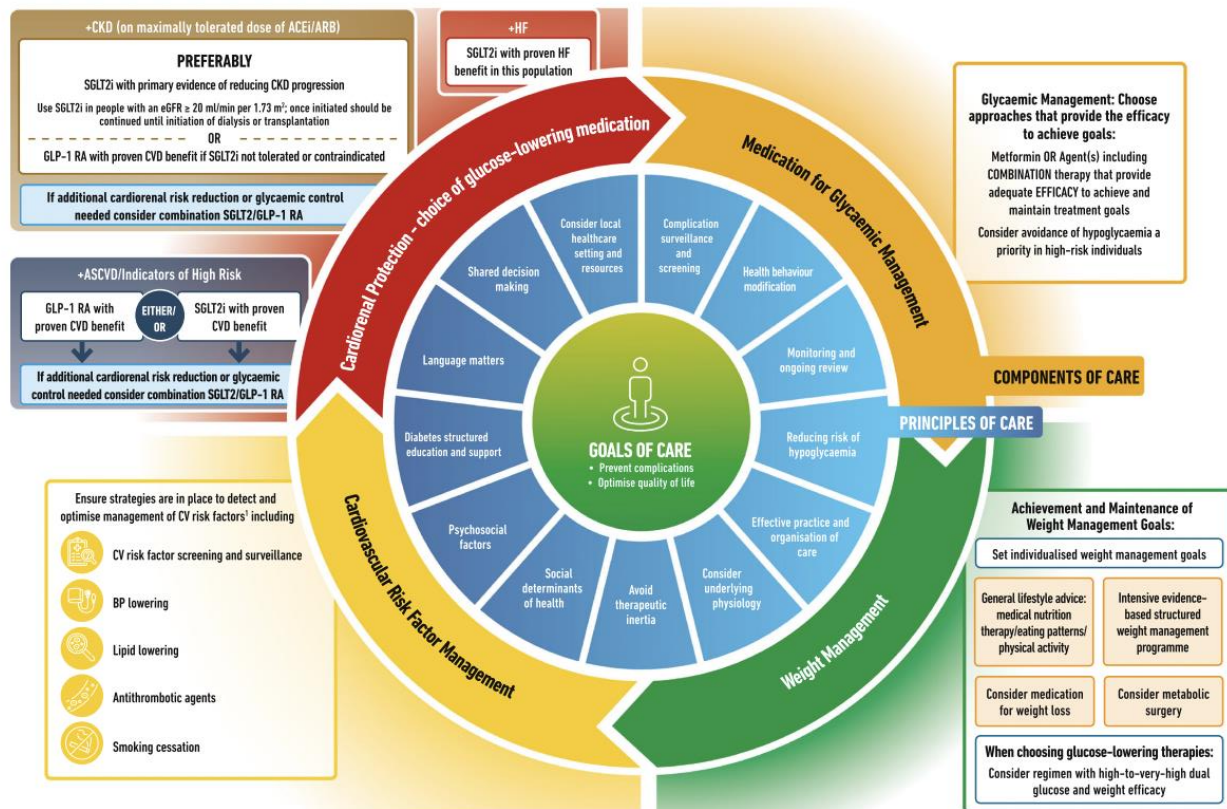 +CKD (on maximally tolerated dose of ACEi/ARB)
PREFERABLY
SGLT2i with primary evidence of reducing CKD progression
Use SGLT2i in people with an eGFR ≥ 20 ml/min per 1.73 m²; once initiated should be
continued until initiation of dialysis or transplantation
OR
GLP-1 RA with proven CVD benefit if SGLT2i not tolerated or contraindicated
If additional cardiorenal risk reduction or glycaemic control
needed consider combination SGLT2/GLP-1 RA
+HF
SGLT2i with proven HF
benefit in this population
+ASCVD/Indicators of High Risk
GLP-1 RA with
proven CVD benefit
EITHER/
OR
SGLT2i with proven
CVD benefit
If additional cardiorenal risk reduction or glycaemic
control needed consider combination SGLT2/GLP-1 RA
Cardiorenal Protection - choice of glucose-lowering medication
Medication for Glycaemic Management
Glycaemic Management: Choose
approaches that provide the efficacy
to achieve goals:
Metformin OR Agent(s) including
COMBINATION therapy that provide
adequate EFFICACY to achieve and
maintain treatment goals
Consider avoidance of hypoglycaemia a
priority in high-risk individuals
COMPONENTS OF CARE
PRINCIPLES OF CARE
Consider local
healthcare
setting and
resources
Complication
surveillance
and
screening
Health behaviour
modification
Monitoring and
ongoing review
Reducing risk of
hypoglycaemia
Effective practice and
organisation of
care
Consider
underlying
physiology
Avoid
therapeutic
inertia
Social
determinants
of health
Psychosocial
factors
Diabetes structured
education and support
Language matters
Shared decision
making
GOALS OF CARE
• Prevent complications
• Optimise quality of life
Cardiovascular Risk Factor Management
Weight Management
Ensure strategies are in place to detect and
optimise management of CV risk factors¹ including
CV risk factor screening and surveillance
BP lowering
Lipid lowering
Antithrombotic agents
Smoking cessation
Achievement and Maintenance of
Weight Management Goals:
Set individualised weight management goals
General lifestyle advice:
medical nutrition
therapy/eating patterns/
physical activity
Intensive evidence-
based structured
weight management
programme
Consider medication
for weight loss
Consider metabolic
surgery
When choosing glucose-lowering therapies:
Consider regimen with high-to-very-high dual
glucose and weight efficacy